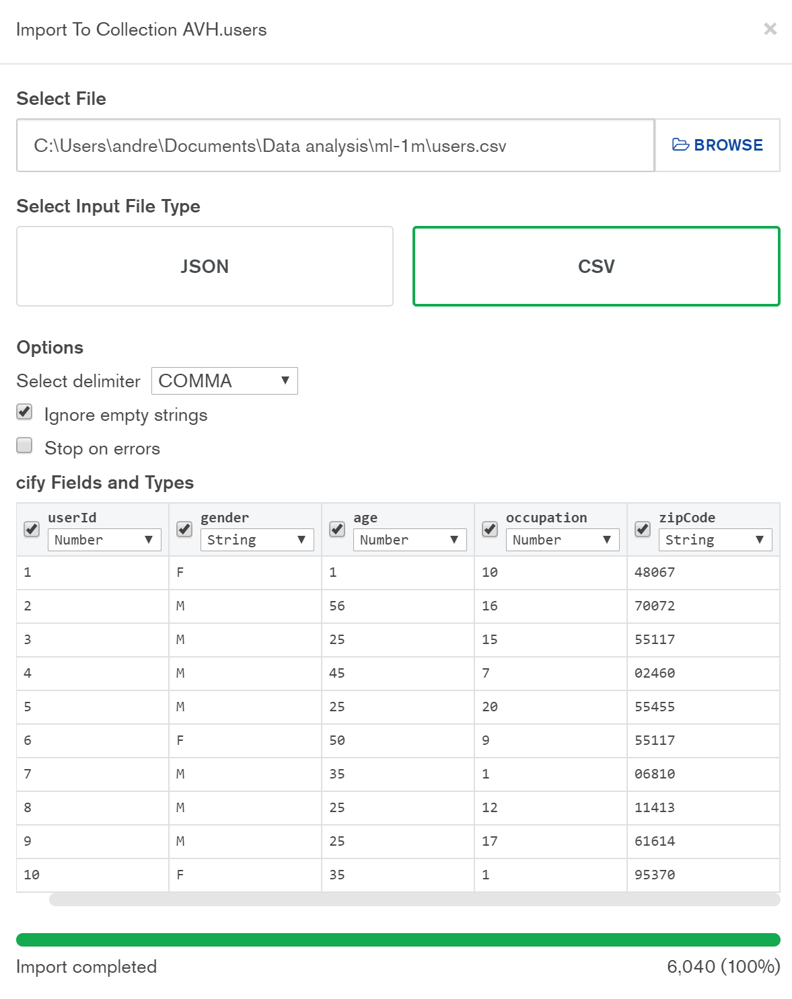 Import To Collection AVH.users ×
Select File
C:\Users\andre\Documents\Data analysis\ml-1m\users.csv BROWSE
Select Input File Type
JSON CSV
Options
Select delimiter COMMA ▼
Ignore empty strings
Stop on errors
cify Fields and Types
userId gender age occupation zipCode
Number ▼ String ▼ Number ▼ Number ▼ String ▼
1 F 1 10 48067
2 M 56 16 70072
3 M 25 15 55117
4 M 45 7 02460
5 M 25 20 55455
6 F 50 9 55117
7 M 35 1 06810
8 M 25 12 11413
9 M 25 17 61614
10 F 35 1 95370
Import completed 6,040 (100%)